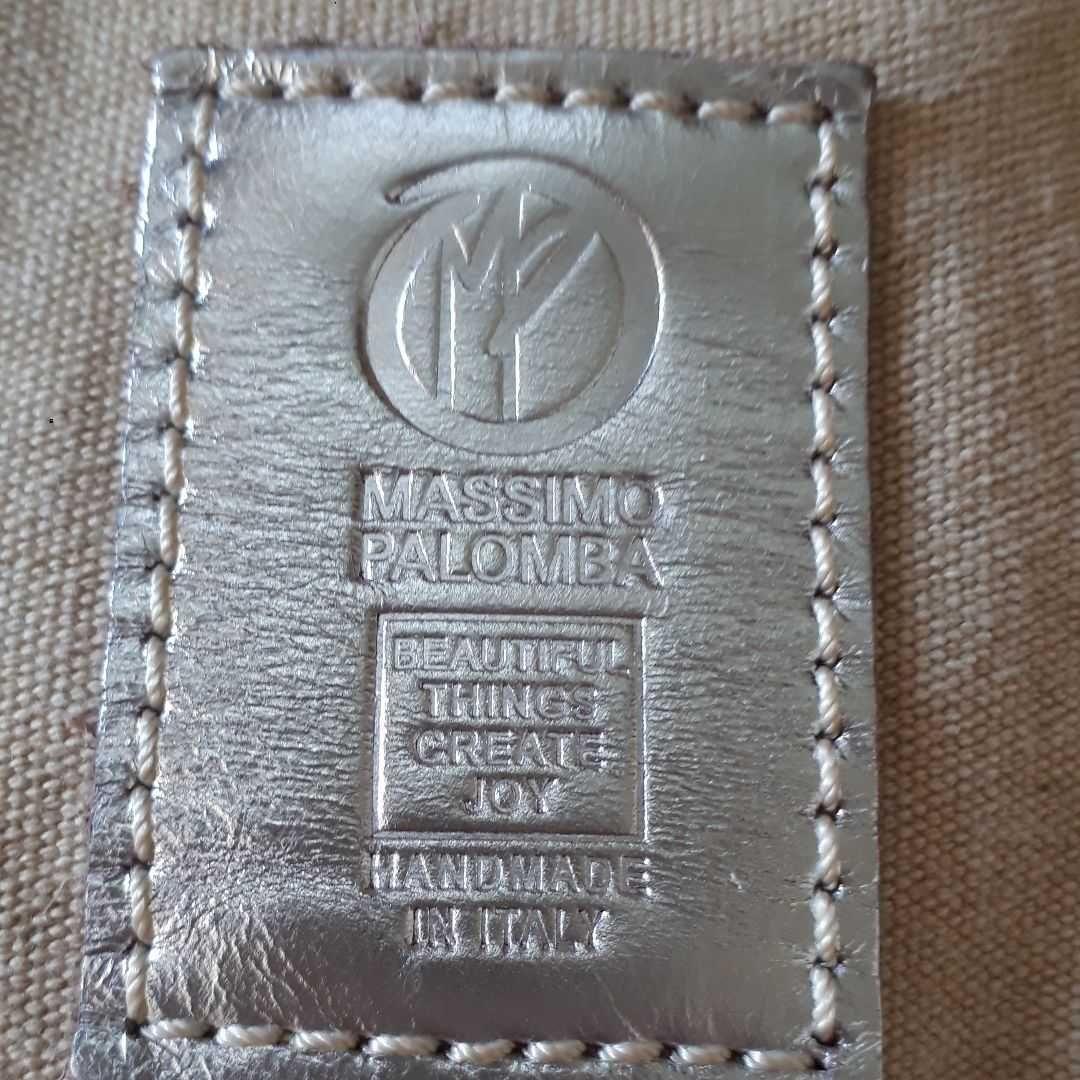 MASSIMO
PALOMBA
BEAUTIFUL
THINGS
CREATE
JOY
HANDMADE
IN ITALY